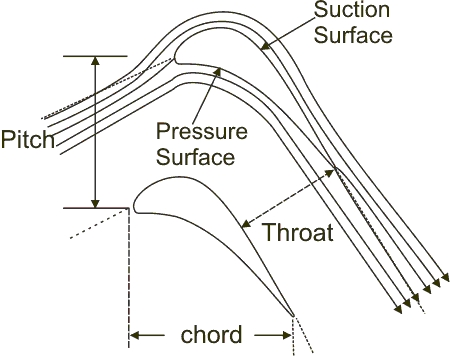 Suction
Surface
Pitch
Pressure
Surface
Throat
chord